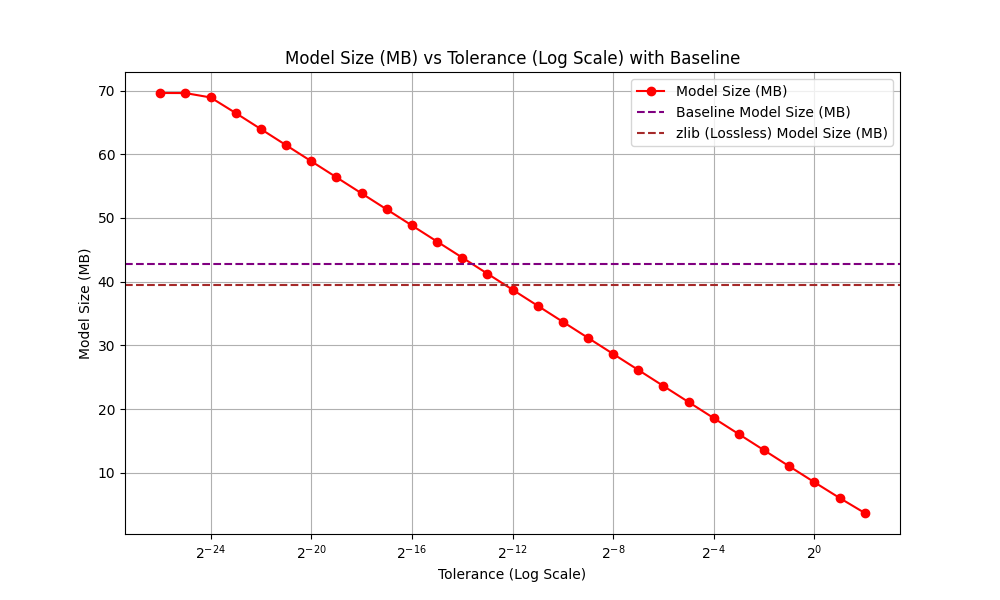 Model Size (MB) vs Tolerance (Log Scale) with Baseline
Model Size (MB)
Baseline Model Size (MB)
zlib (Lossless) Model Size (MB)
Model Size (MB)
70
60
50
40
30
20
10
2⁻²⁴ 2⁻²⁰ 2⁻¹⁶ 2⁻¹² 2⁻⁸ 2⁻⁴ 2⁰
Tolerance (Log Scale)